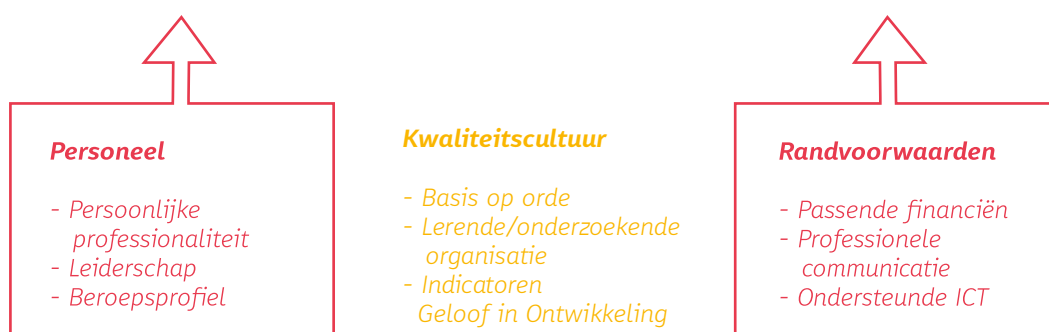 Personeel
- Persoonlijke
professionaliteit
- Leiderschap
- Beroepsprofiel
Kwaliteitscultuur
- Basis op orde
- Lerende/onderzoekende
organisatie
- Indicatoren
Geloof in Ontwikkeling
Randvoorwaarden
- Passende financiën
- Professionele
communicatie
- Ondersteunde ICT